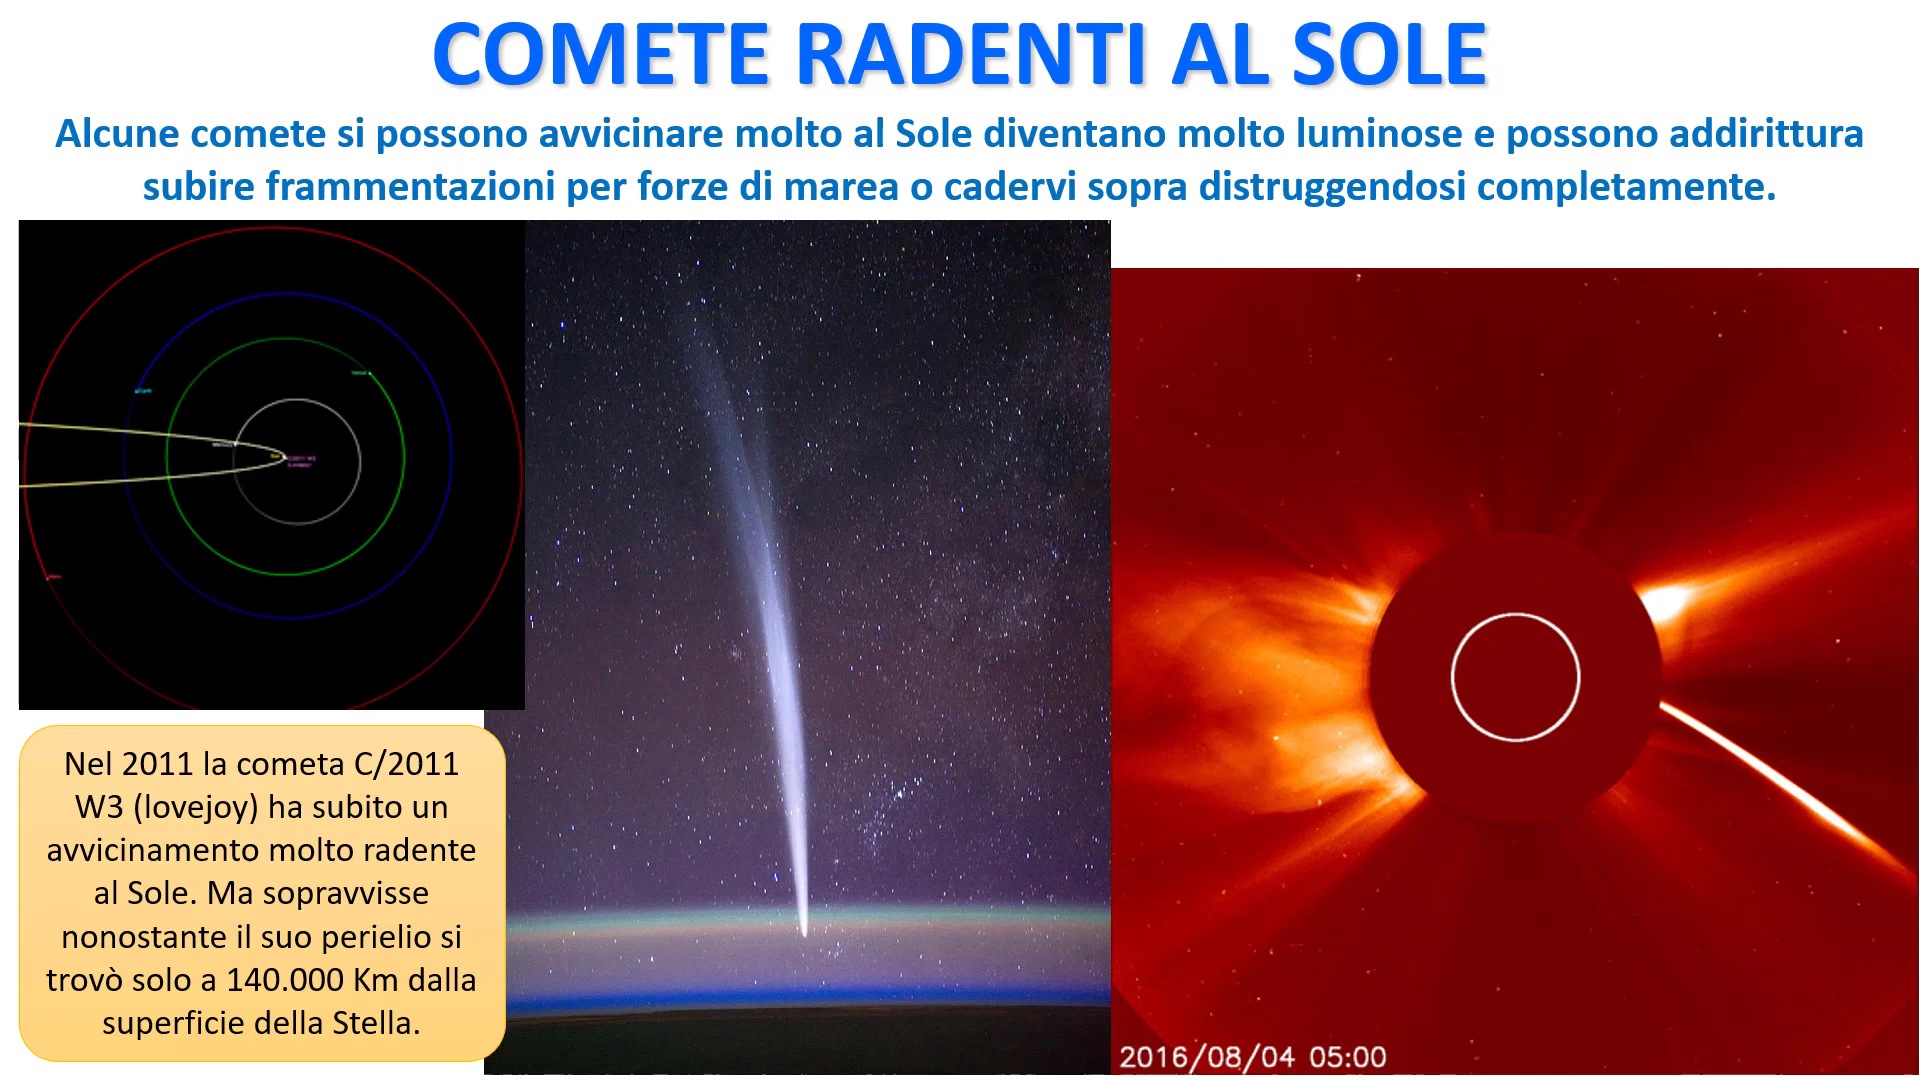 COMETE RADENTI AL SOLE
Alcune comete si possono avvicinare molto al Sole diventano molto luminose e possono addirittura
subire frammentazioni per forze di marea o cadervi sopra distruggendosi completamente.
Venus
Earth
Nel 2011 la cometa C/2011
W3 (lovejoy) ha subito un
avvicinamento molto radente
al Sole. Ma sopravvisse
nonostante il suo perielio si
trovò solo a 140.000 Km dalla
superficie della Stella.
2016/08/04 05:00